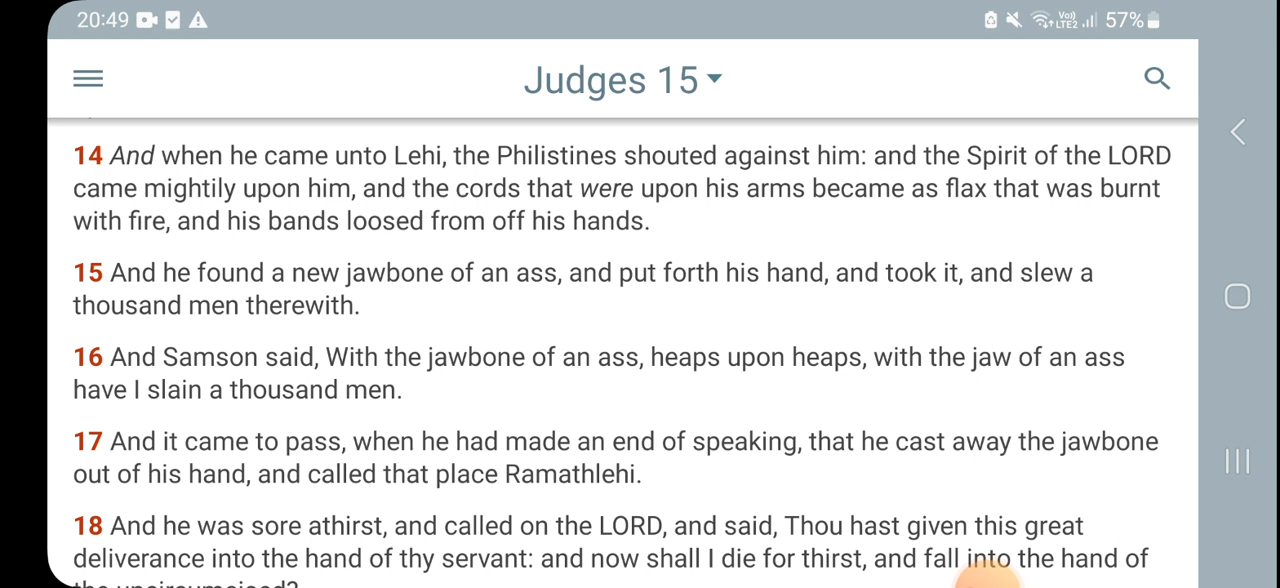 20:49
Vo)) LTE2 57%
Judges 15
14 And when he came unto Lehi, the Philistines shouted against him: and the Spirit of the LORD
came mightily upon him, and the cords that were upon his arms became as flax that was burnt
with fire, and his bands loosed from off his hands.
15 And he found a new jawbone of an ass, and put forth his hand, and took it, and slew a
thousand men therewith.
16 And Samson said, With the jawbone of an ass, heaps upon heaps, with the jaw of an ass
have I slain a thousand men.
17 And it came to pass, when he had made an end of speaking, that he cast away the jawbone
out of his hand, and called that place Ramathlehi.
18 And he was sore athirst, and called on the LORD, and said, Thou hast given this great
deliverance into the hand of thy servant: and now shall I die for thirst, and fall into the hand of
the uncircumcised?